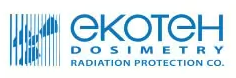 EKOTEH
DOSIMETRY
RADIATION PROTECTION CO.